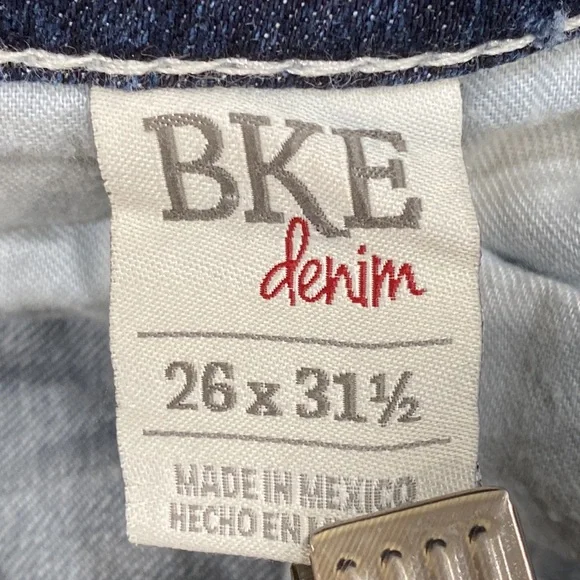 BKE
denim
26 x 31½
MADE IN MEXICO
HECHO EN